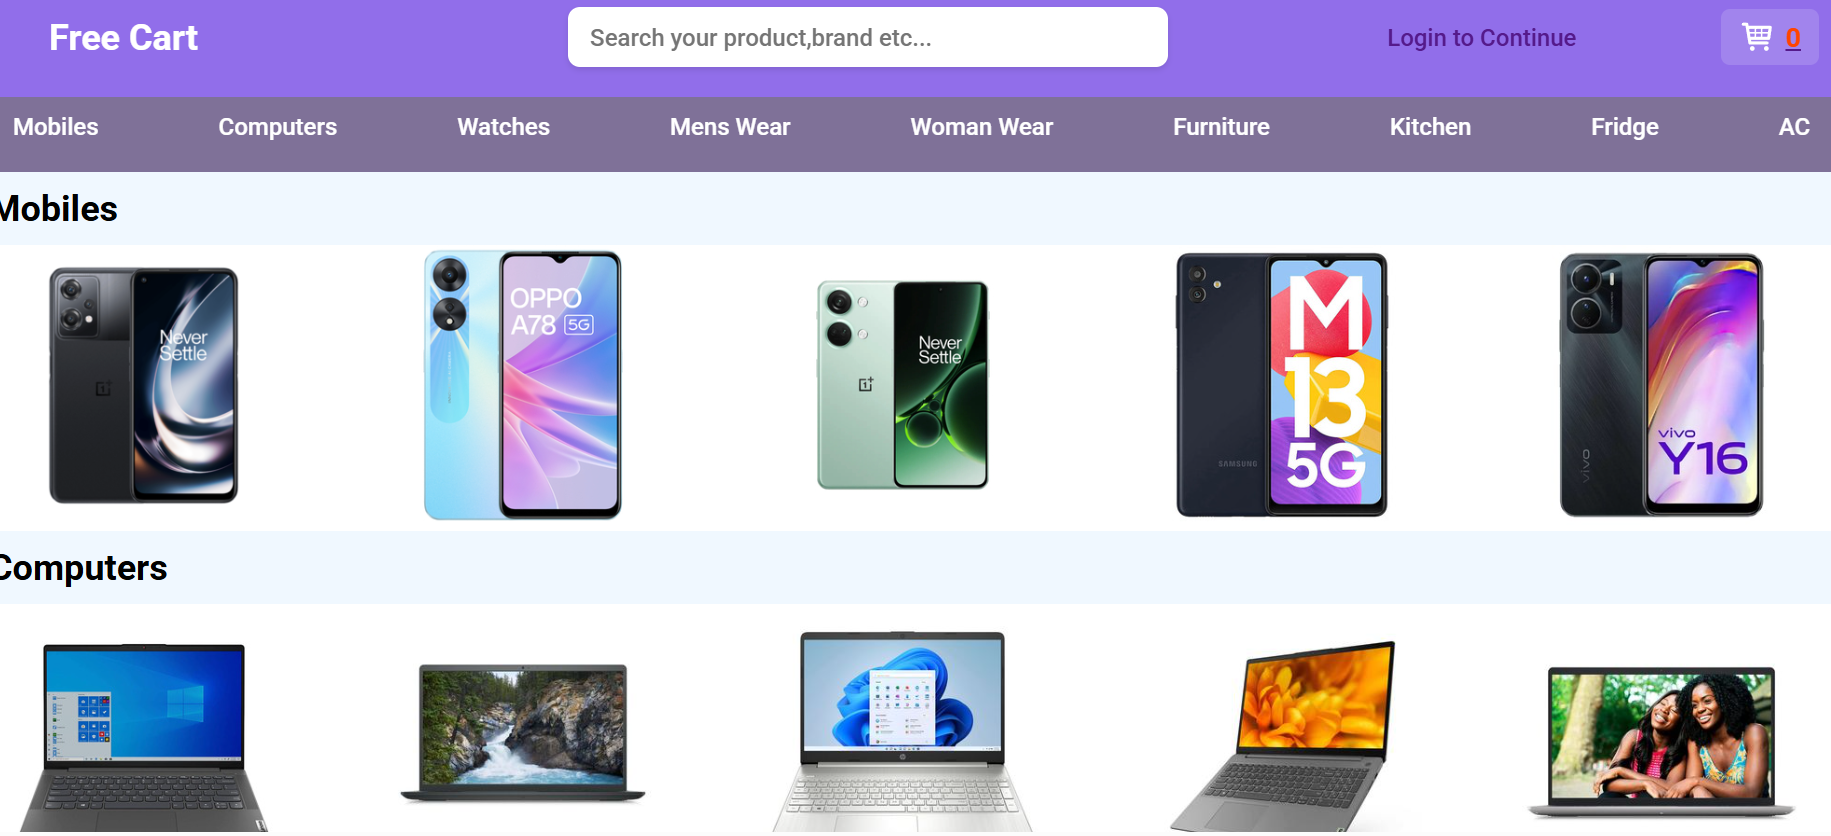 Free Cart
Search your product,brand etc...
Login to Continue
0
Mobiles
Computers
Watches
Mens Wear
Woman Wear
Furniture
Kitchen
Fridge
AC
Mobiles
Never
Settle
OPPO
A78 5G
Never
Settle
SAMSUNG
M
13
5G
vivo
vivo
Y16
Computers